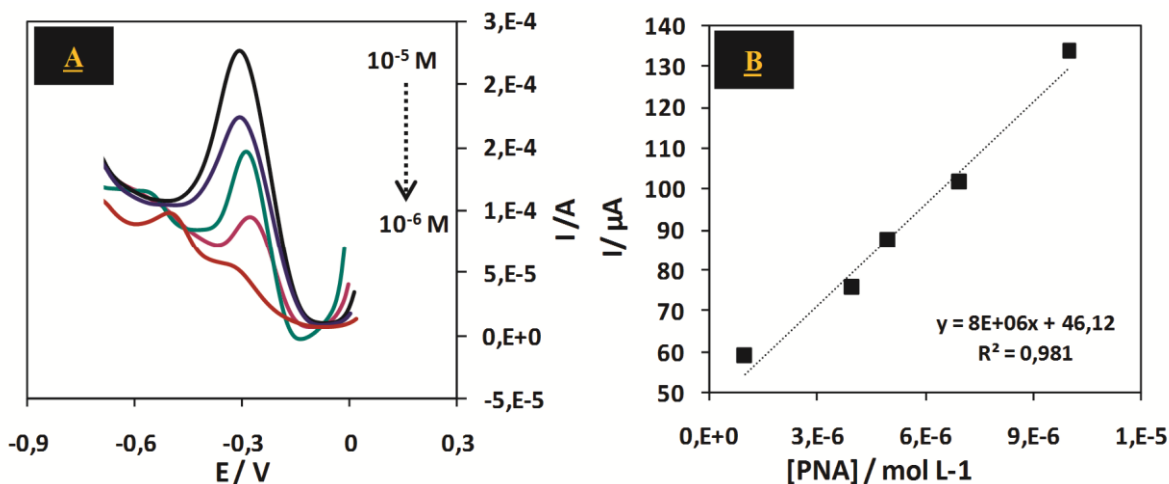 A
10⁻⁵ M
10⁻⁶ M
3,E-4
2,E-4
2,E-4
1,E-4
5,E-5
0,E+0
-5,E-5
I /A
-0,9
-0,6
-0,3
0
0,3
E / V
B
140
130
120
110
100
90
80
70
60
50
I/ µA
y = 8E+06x + 46,12
R² = 0,981
0,E+0
3,E-6
6,E-6
9,E-6
1,E-5
[PNA] / mol L-1